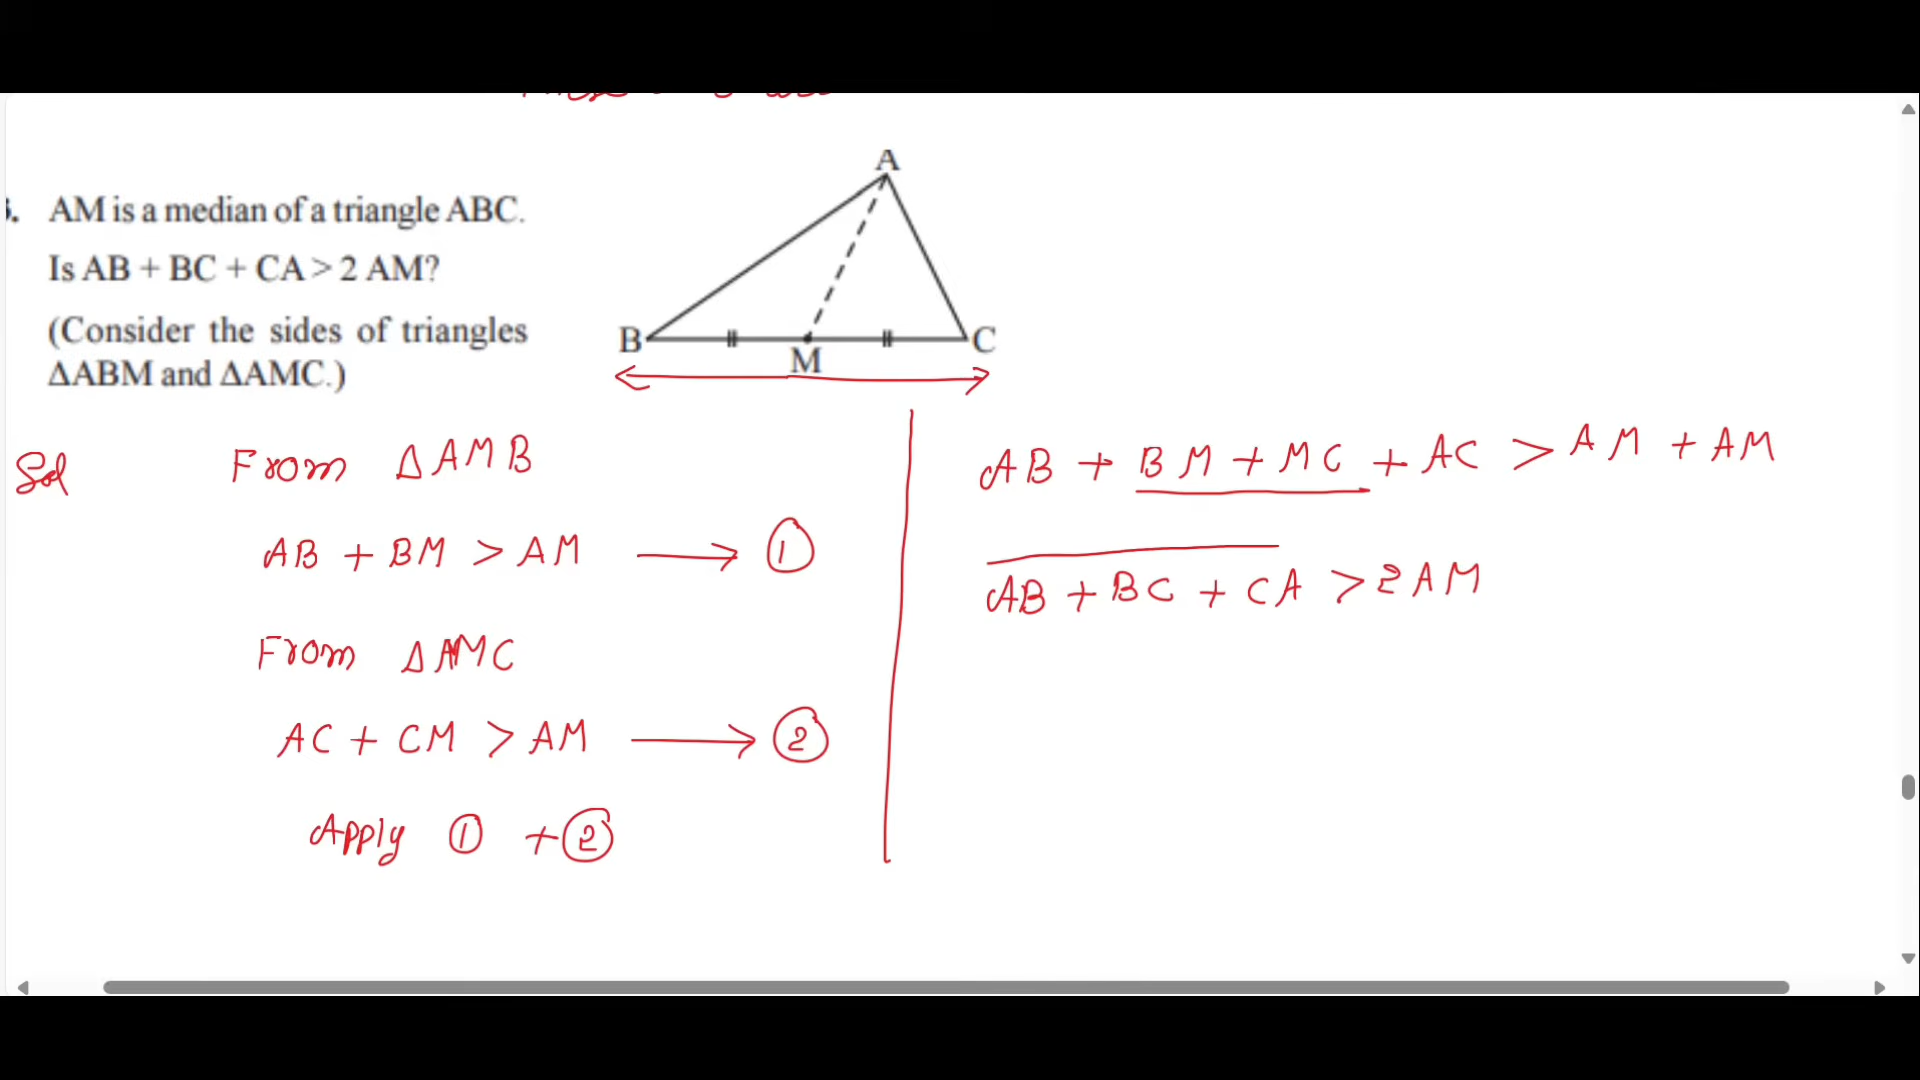 AM is a median of a triangle ABC.
Is AB + BC + CA > 2 AM?
(Consider the sides of triangles
ΔABM and ΔAMC.)
A
B
M
C
Sol
From Δ AMB
AB + BM > AM → ①
From Δ AMC
AC + CM > AM → ②
Apply ① + ②
AB + BM + MC + AC > AM + AM
AB + BC + CA > 2AM